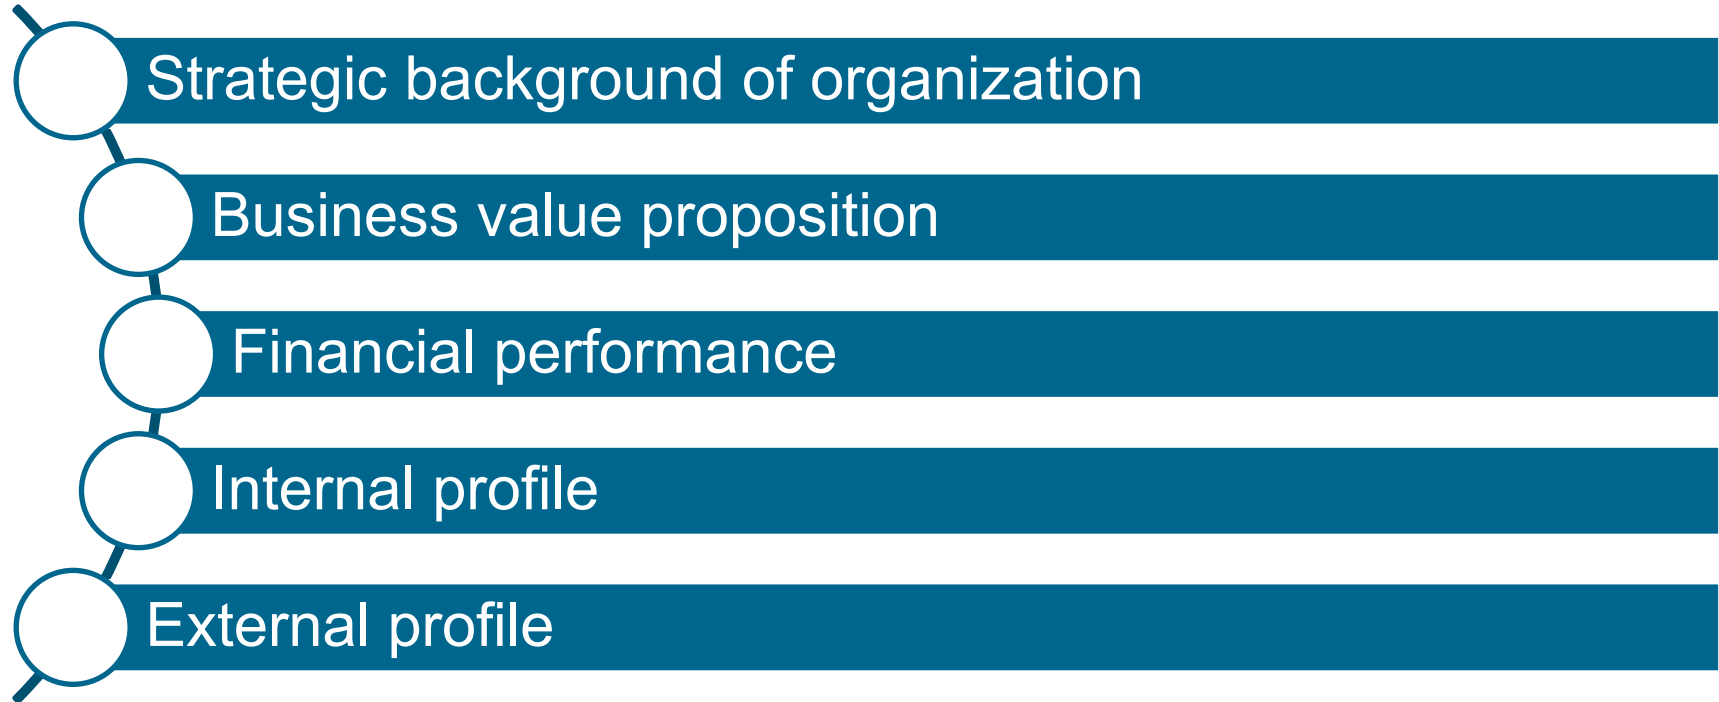 Strategic background of organization
Business value proposition
Financial performance
Internal profile
External profile